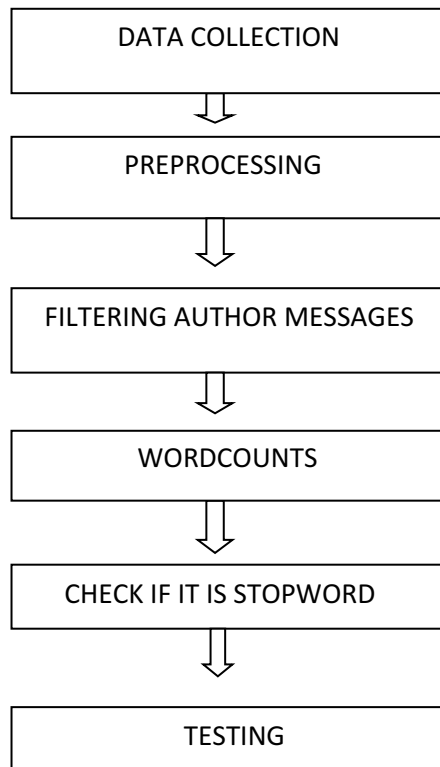 DATA COLLECTION
PREPROCESSING
FILTERING AUTHOR MESSAGES
WORDCOUNTS
CHECK IF IT IS STOPWORD
TESTING